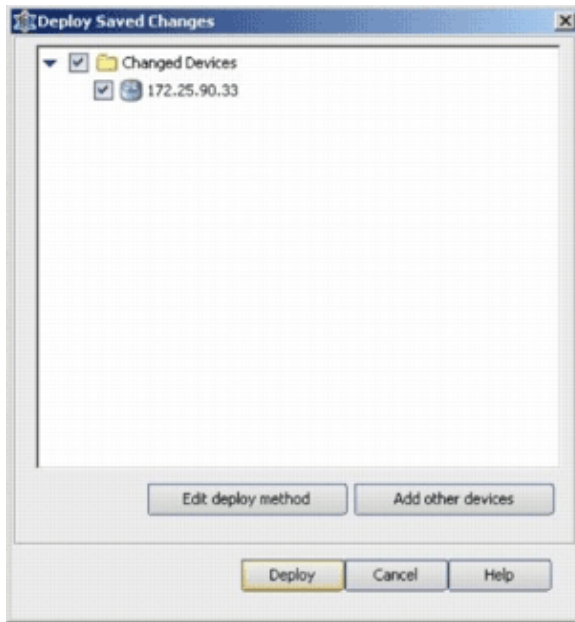 Deploy Saved Changes
Changed Devices
172.25.90.33
Edit deploy method Add other devices
Deploy Cancel Help